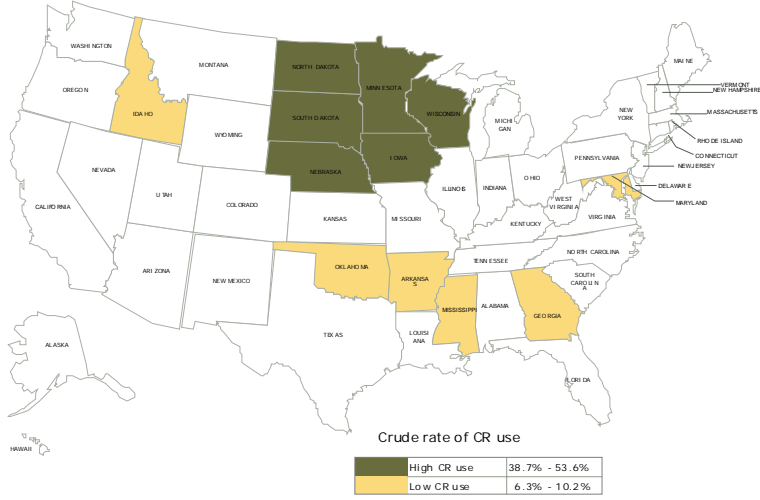 WASHINGTON
MAINE
MONTANA
NORTH DAKOTA
VERMONT
MINNESOTA
NEW HAMPSHIRE
OREGON
IDAHO
WISCONSIN
MASSACHUSETTS
SOUTH DAKOTA
NEW
YORK
MICHI
GAN
WYOMING
RHODE ISLAND
CONNECTICUT
IOWA
PENNSYLVANIA
NEW JERSEY
NEBRASKA
NEVADA
OHIO
DELAWARE
UTAH
ILLINOIS
INDIANA
WEST
VIRGINIA
MARYLAND
COLORADO
CALIFORNIA
KANSAS
MISSOURI
VIRGINIA
KENTUCKY
NORTH CAROLINA
TENNESSEE
OKLAHOMA
ARIZONA
NEW MEXICO
ARKANSA
S
SOUTH
CAROLIN
A
MISSISSIPPI
ALABAMA
GEORGIA
TEXAS
LOUISI
ANA
ALASKA
FLORIDA
HAWAII
Crude rate of CR use
High CR use 38.7% - 53.6%
Low CR use 6.3% - 10.2%